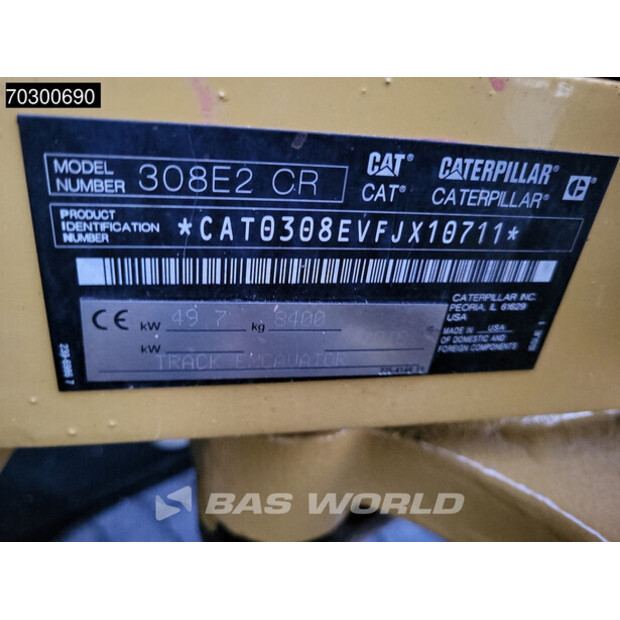 70300690
MODEL NUMBER 308E2 CR
CAT® CATERPILLAR®
CAT® CATERPILLAR®
PRODUCT IDENTIFICATION NUMBER *CAT0308EVFJX10711*
CATERPILLAR INC.
PEORIA, IL 61629
USA
CE kW 49.7 kg 8400
kW
TRACK EXCAVATOR
MADE IN USA
OF DOMESTIC AND
FOREIGN COMPONENTS
BAS WORLD